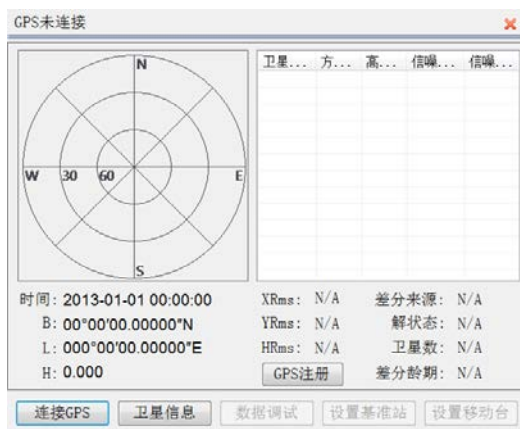 GPS未连接
N
W 30 60 E
S
卫星... 方... 高... 信噪... 信噪...
时间: 2013-01-01 00:00:00
B: 00°00'00.00000"N
L: 000°00'00.00000"E
H: 0.000
XRms: N/A 差分来源: N/A
YRms: N/A 解状态: N/A
HRms: N/A 卫星数: N/A
GPS注册 差分龄期: N/A
连接GPS 卫星信息 数据调试 设置基准站 设置移动台